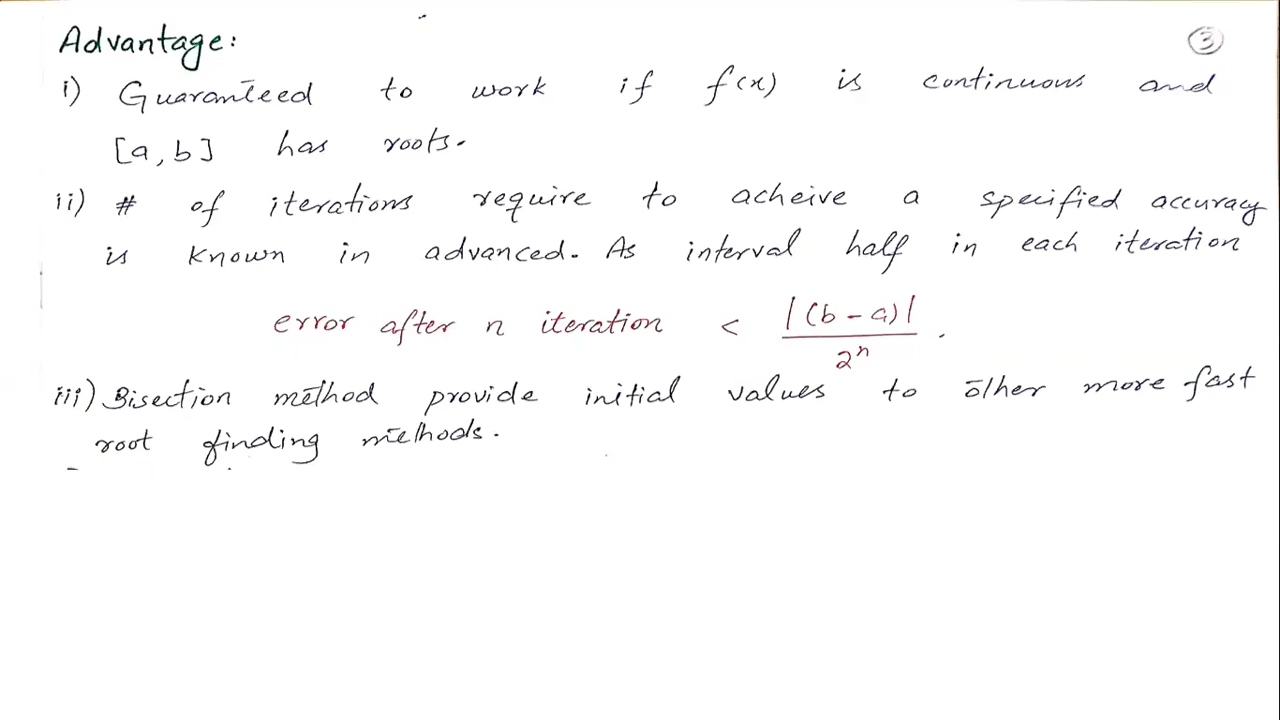 Advantage:
3
i) Guaranteed to work if f(x) is continuous and
[a, b] has roots.
ii) # of iterations require to acheive a specified accuracy
is known in advanced. As interval half in each iteration
error after n iteration < |(b - a)| / 2^n .
iii) Bisection method provide initial values to other more fast
root finding methods.